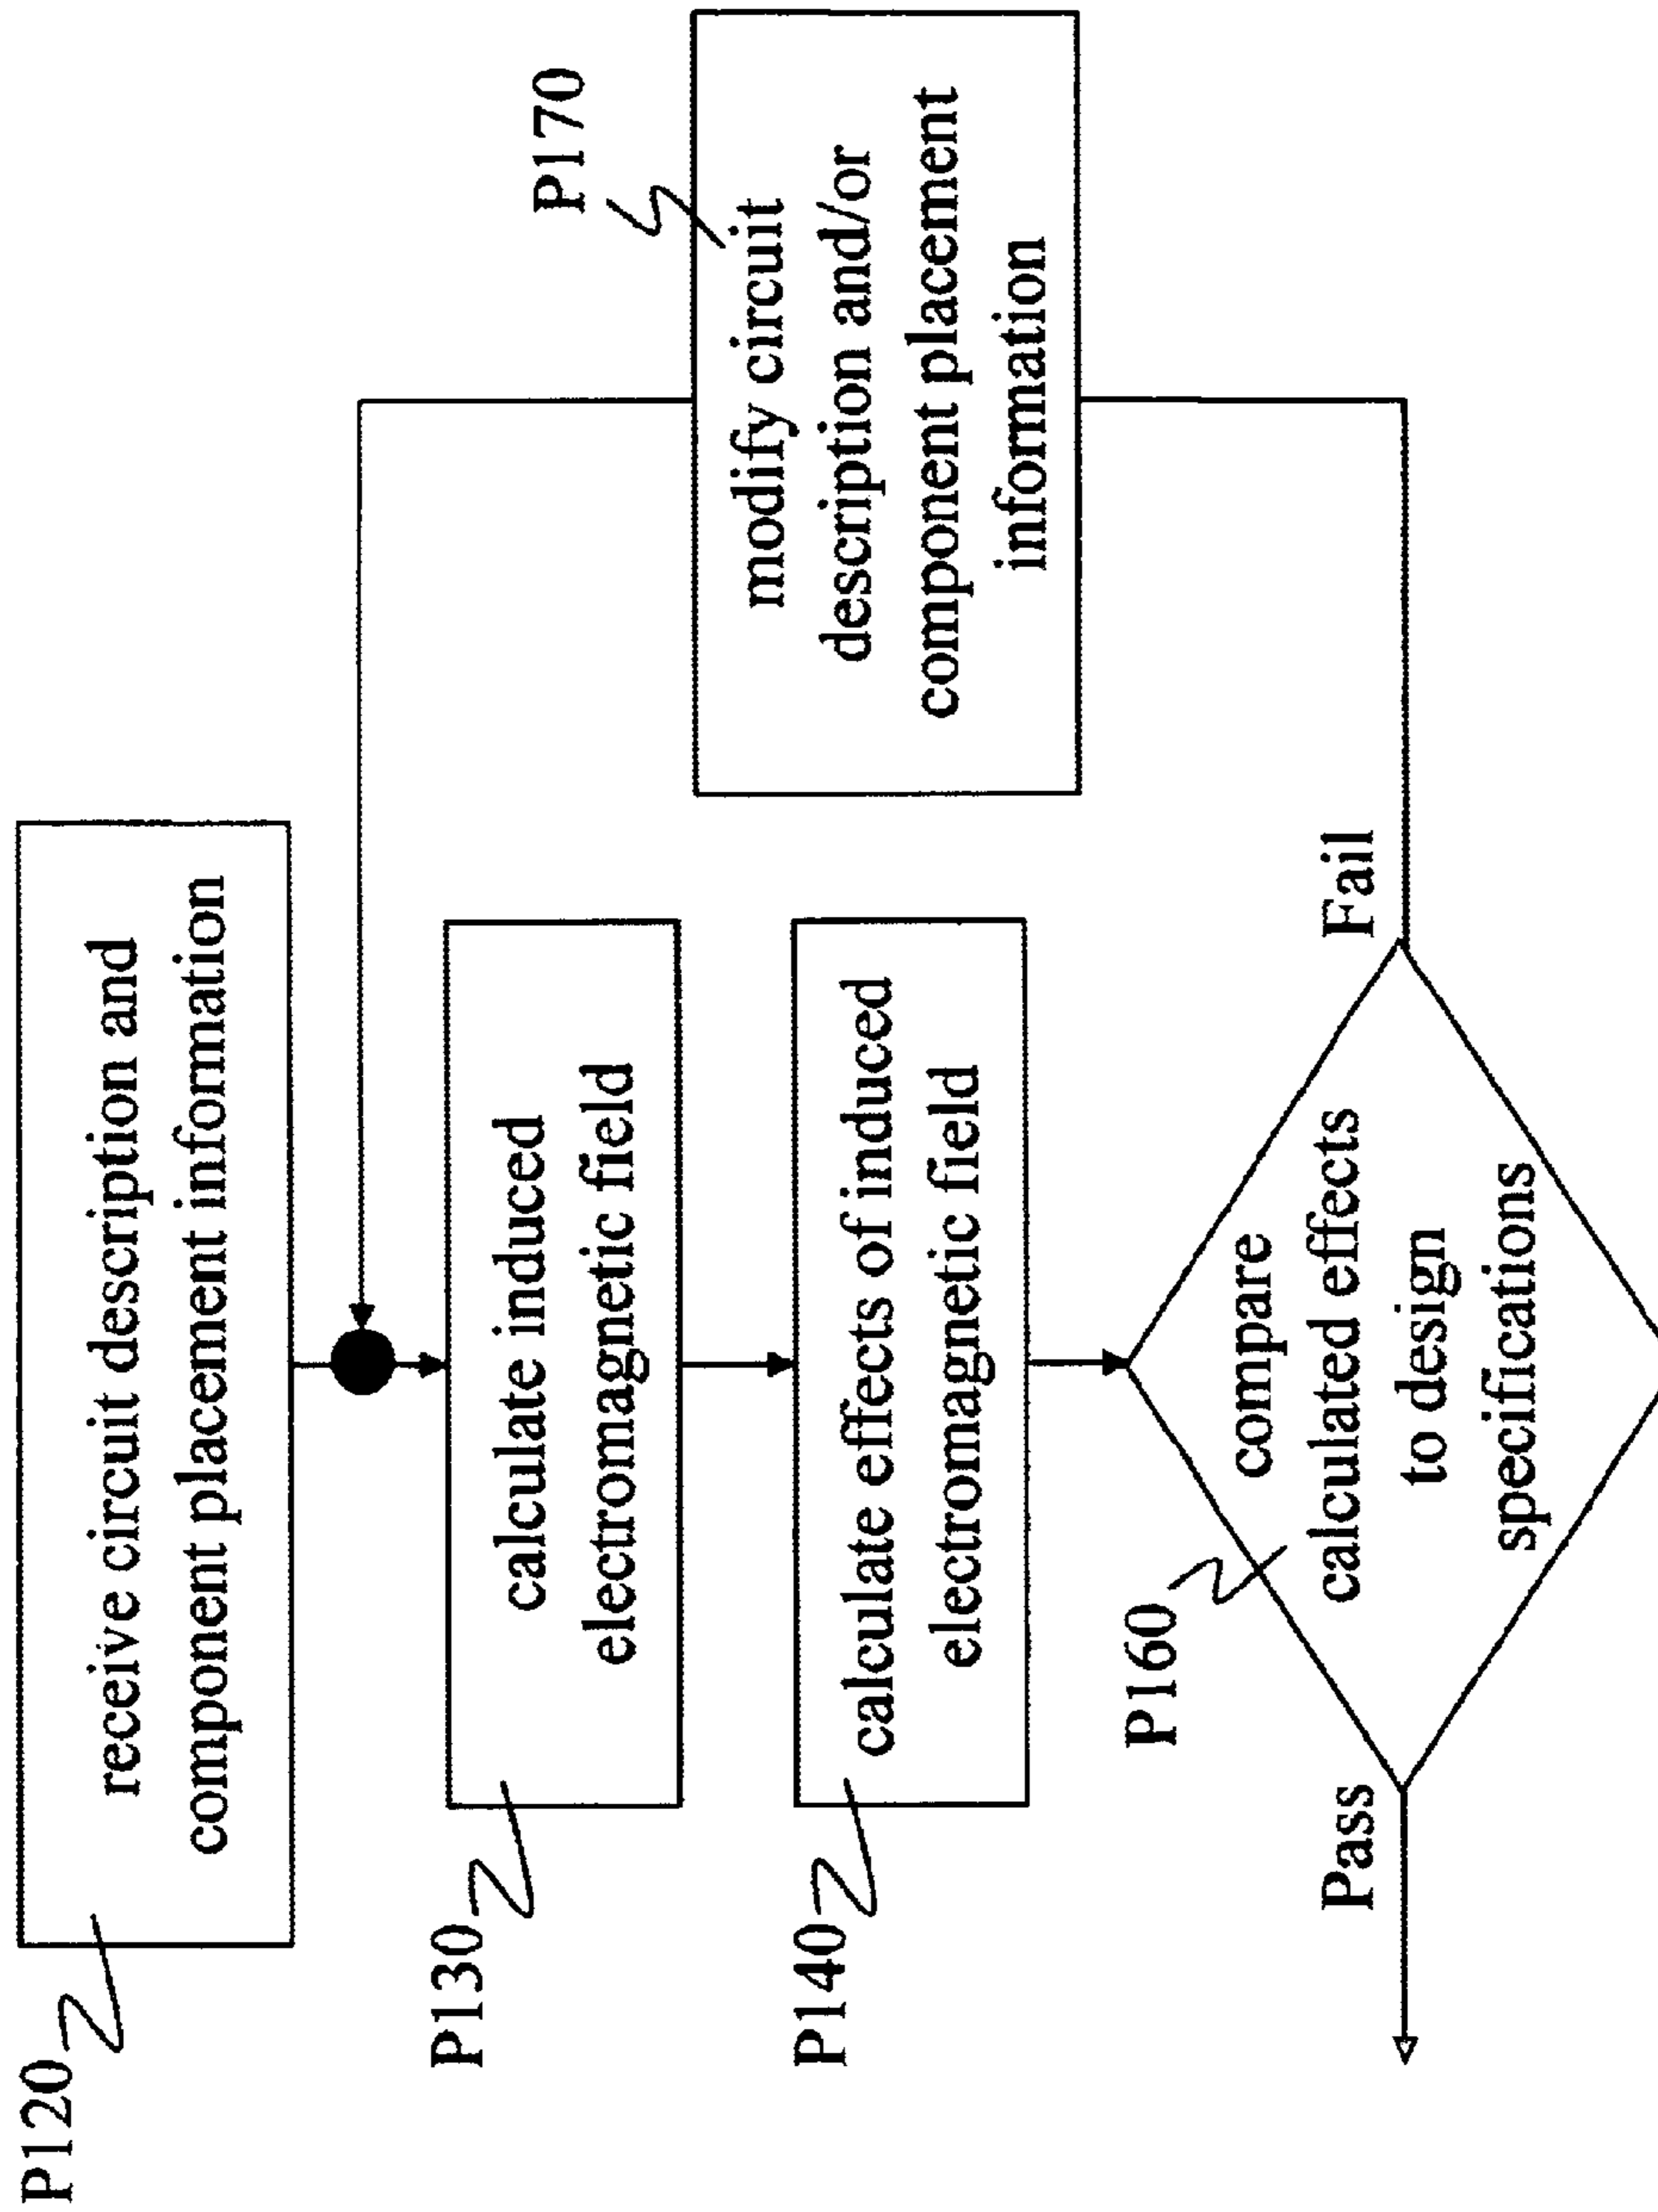 P120
receive circuit description and
component placement information
P130
calculate induced
electromagnetic field
P140
calculate effects of induced
electromagnetic field
P160
compare
calculated effects
to design
specifications
Pass
Fail
P170
modify circuit
description and/or
component placement
information